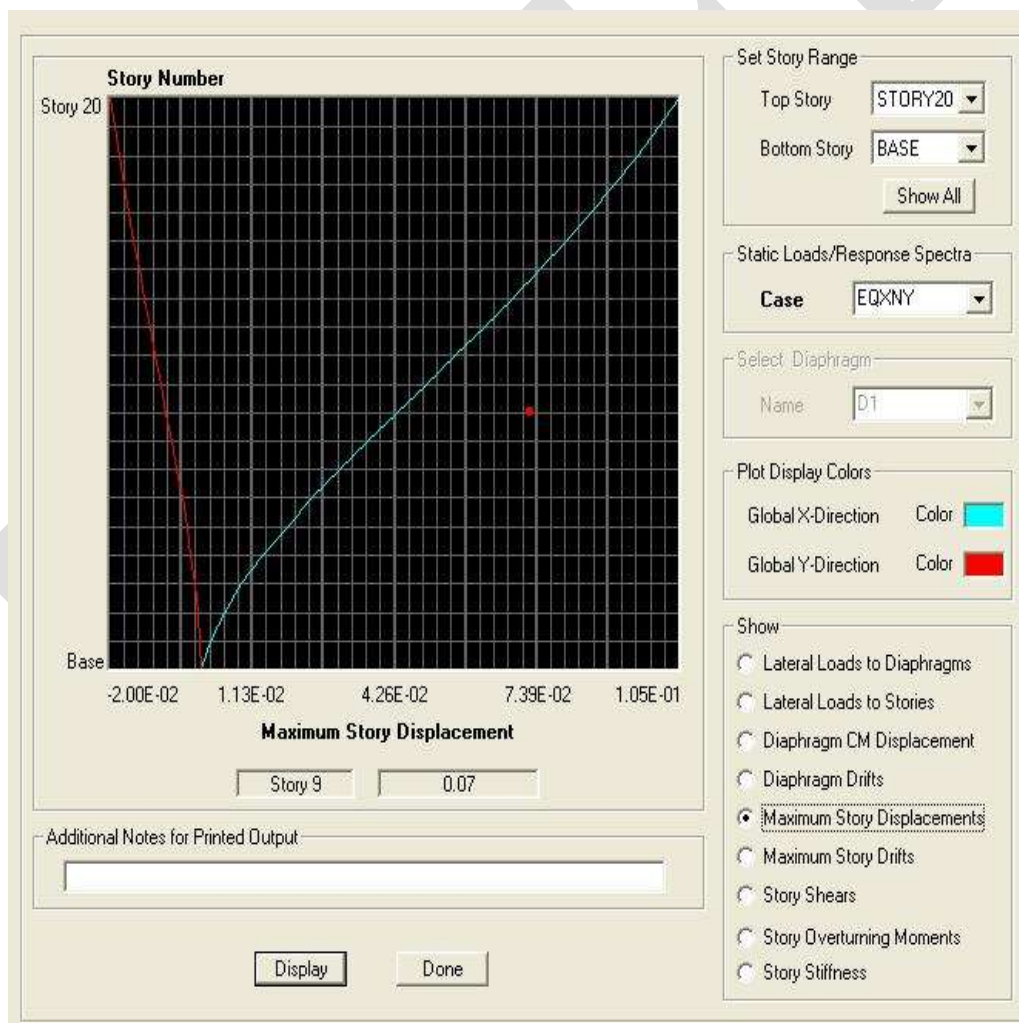 Story Number
Story 20
Base
-2.00E-02 1.13E-02 4.26E-02 7.39E-02 1.05E-01
Maximum Story Displacement
Story 9 0.07
Additional Notes for Printed Output
Display Done
Set Story Range
Top Story STORY20
Bottom Story BASE
Show All
Static Loads/Response Spectra
Case EQXNY
Select Diaphragm
Name D1
Plot Display Colors
Global X-Direction Color
Global Y-Direction Color
Show
Lateral Loads to Diaphragms
Lateral Loads to Stories
Diaphragm CM Displacement
Diaphragm Drifts
Maximum Story Displacements
Maximum Story Drifts
Story Shears
Story Overturning Moments
Story Stiffness